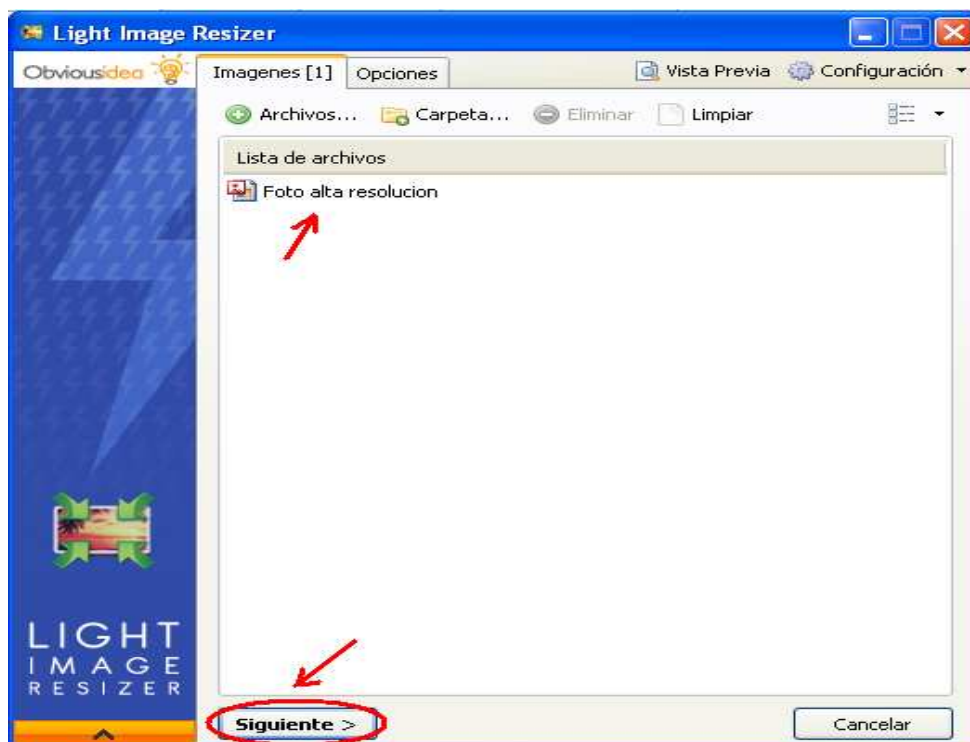 Light Image Resizer
Obviousidea
Imagenes [1] Opciones Vista Previa Configuración
Archivos... Carpeta... Eliminar Limpiar
Lista de archivos
Foto alta resolucion
LIGHT
IMAGE
RESIZER
Siguiente > Cancelar